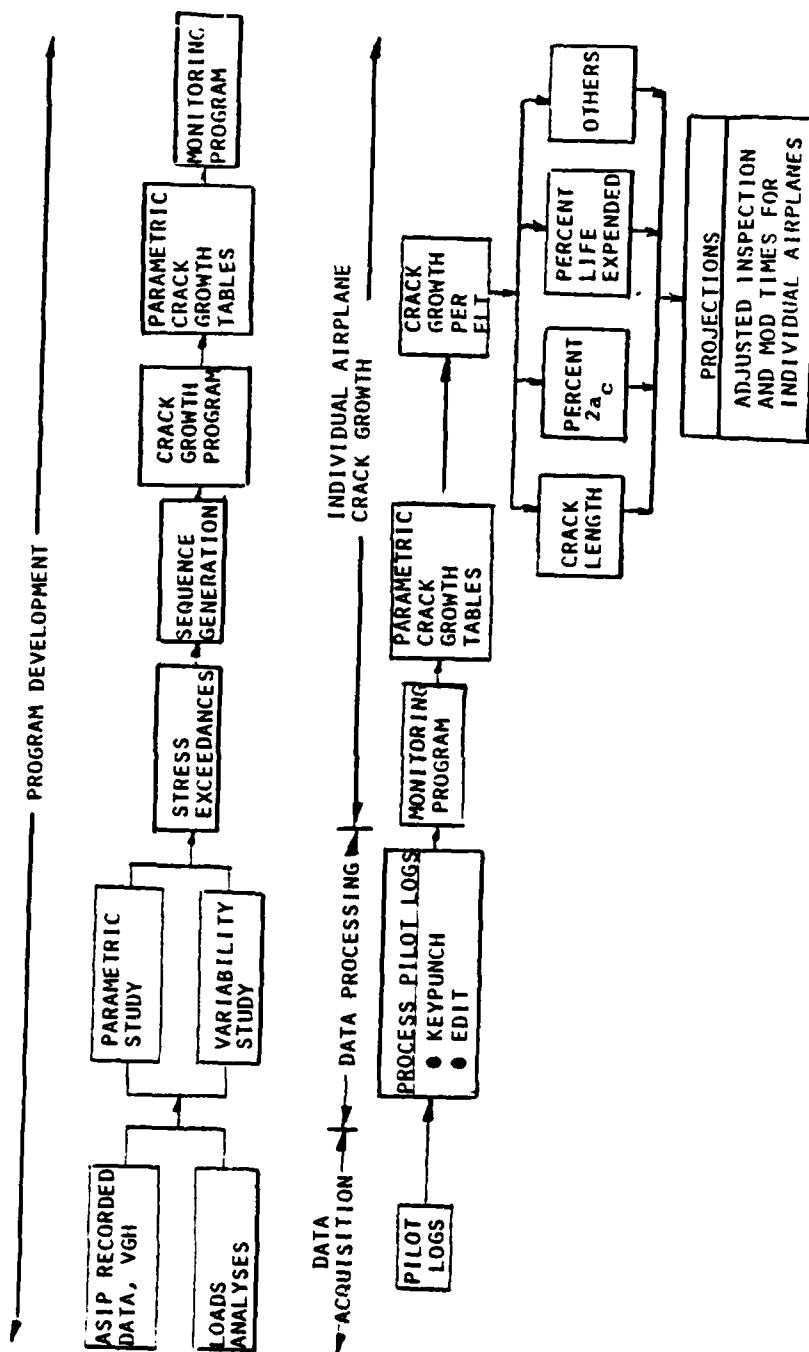 PROGRAM DEVELOPMENT
ASIP RECORDED
DATA, VGH
LOADS
ANALYSES
PARAMETRIC
STUDY
VARIABILITY
STUDY
STRESS
EXCEEDANCES
SEQUENCE
GENERATION
CRACK
GROWTH
PROGRAM
PARAMETRIC
CRACK
GROWTH
TABLES
MONITORING
PROGRAM
DATA
ACQUISITION
DATA PROCESSING
INDIVIDUAL AIRPLANE
CRACK GROWTH
PILOT
LOGS
PROCESS PILOT LOGS
● KEYPUNCH
● EDIT
MONITORING
PROGRAM
PARAMETRIC
CRACK
GROWTH
TABLES
CRACK
GROWTH
PER
FLT
CRACK
LENGTH
PERCENT
2a_c
PERCENT
LIFE
EXPENDED
OTHERS
PROJECTIONS
ADJUSTED INSPECTION
AND MOD TIMES FOR
INDIVIDUAL AIRPLANES